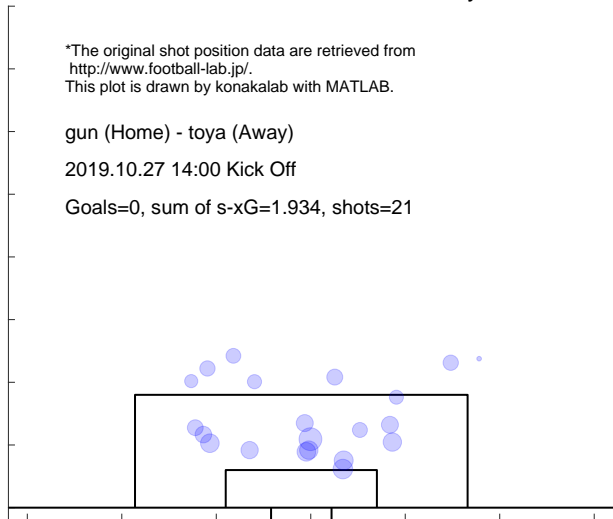 *The original shot position data are retrieved from
http://www.football-lab.jp/.
This plot is drawn by konakalab with MATLAB.
gun (Home) - toya (Away)
2019.10.27 14:00 Kick Off
Goals=0, sum of s-xG=1.934, shots=21